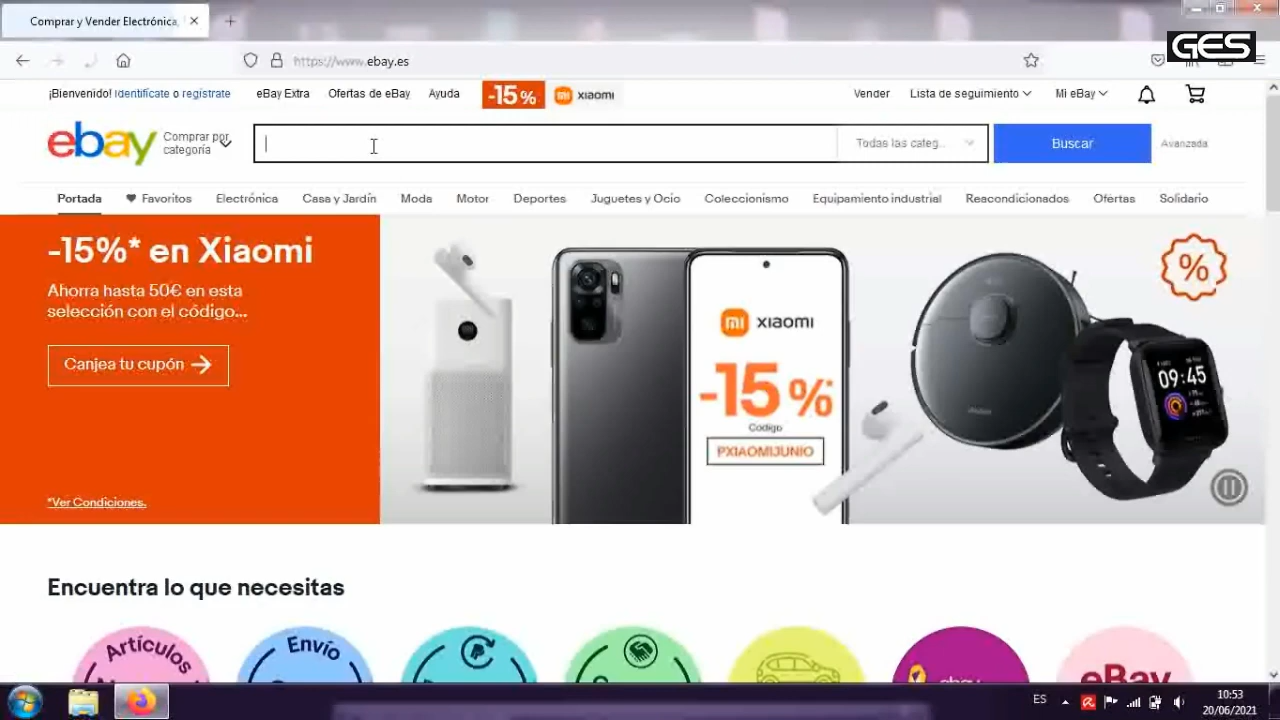 Comprar y Vender Electrónica,
GES
https://www.ebay.es
¡Bienvenido! Identifícate o regístrate
eBay Extra
Ofertas de eBay
Ayuda
-15%
mi xiaomi
Vender
Lista de seguimiento
Mi eBay
ebay
Comprar por
categoría
Todas las categ...
Buscar
Avanzada
Portada
Favoritos
Electrónica
Casa y Jardín
Moda
Motor
Deportes
Juguetes y Ocio
Coleccionismo
Equipamiento industrial
Reacondicionados
Ofertas
Solidario
-15%* en Xiaomi
Ahorra hasta 50€ en esta
selección con el código...
Canjea tu cupón
*Ver Condiciones.
mi xiaomi
-15%*
Codigo
PXIAOMIJUNIO
%
09:45
Encuentra lo que necesitas
Artículos
Envío
ebay
eBay
ES
10:53
20/06/2021